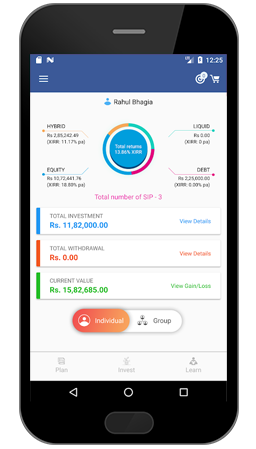 12:25
Rahul Bhagia
HYBRID
Rs 2,85,242.49
(XIRR: 11.17% pa)
LIQUID
Rs 0.00
(XIRR: 0 pa)
Total returns
13.86% XIRR
EQUITY
Rs 10,72,441.76
(XIRR: 18.88% pa)
DEBT
Rs 2,25,000.00
(XIRR: 0.00% pa)
Total number of SIP - 3
TOTAL INVESTMENT
Rs. 11,82,000.00
View Details
TOTAL WITHDRAWAL
Rs. 0.00
View Details
CURRENT VALUE
Rs. 15,82,685.00
View Gain/Loss
Individual
Group
Plan
Invest
Learn